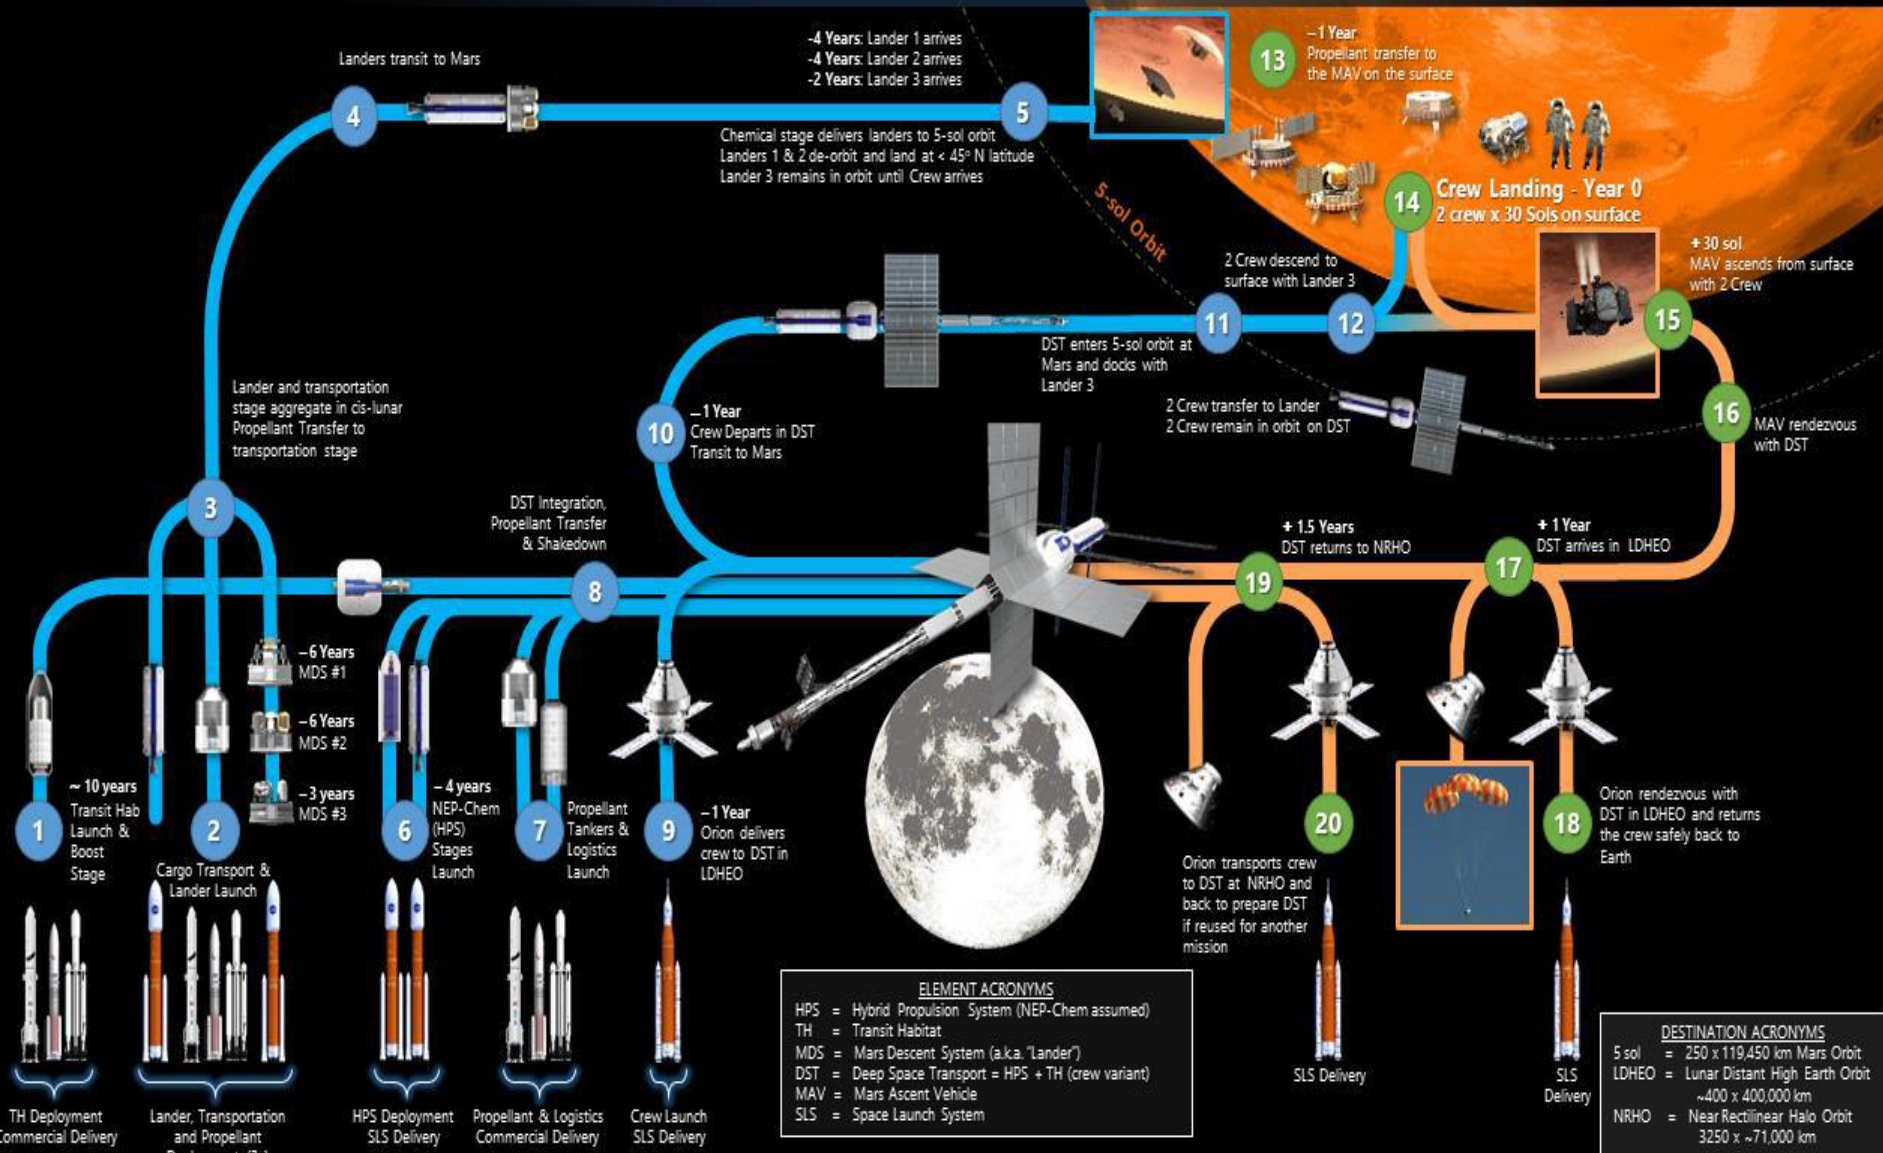 Landers transit to Mars
4
-4 Years: Lander 1 arrives
-4 Years: Lander 2 arrives
-2 Years: Lander 3 arrives
5
Chemical stage delivers landers to 5-sol orbit
Landers 1 & 2 de-orbit and land at < 45º N latitude
Lander 3 remains in orbit until Crew arrives
5-sol Orbit
13
– 1 Year
Propellant transfer to
the MAV on the surface
14
Crew Landing - Year 0
2 crew x 30 Sols on surface
2 Crew descend to
surface with Lander 3
11
12
+ 30 sol
MAV ascends from surface
with 2 Crew
15
DST enters 5-sol orbit at
Mars and docks with
Lander 3
2 Crew transfer to Lander
2 Crew remain in orbit on DST
16
MAV rendezvous
with DST
Lander and transportation
stage aggregate in cis-lunar
Propellant Transfer to
transportation stage
10
– 1 Year
Crew Departs in DST
Transit to Mars
3
DST Integration,
Propellant Transfer
& Shakedown
8
+ 1.5 Years
DST returns to NRHO
19
+ 1 Year
DST arrives in LDHEO
17
– 6 Years
MDS #1
– 6 Years
MDS #2
– 3 years
MDS #3
1
~ 10 years
Transit Hab
Launch &
Boost
Stage
2
Cargo Transport &
Lander Launch
6
– 4 years
NEP-Chem
(HPS)
Stages
Launch
7
Propellant
Tankers &
Logistics
Launch
9
– 1 Year
Orion delivers
crew to DST in
LDHEO
20
Orion transports crew
to DST at NRHO and
back to prepare DST
if reused for another
mission
18
Orion rendezvous with
DST in LDHEO and returns
the crew safely back to
Earth
SLS Delivery
SLS
Delivery
TH Deployment
Commercial Delivery
Lander, Transportation
and Propellant
HPS Deployment
SLS Delivery
Propellant & Logistics
Commercial Delivery
Crew Launch
SLS Delivery
ELEMENT ACRONYMS
HPS = Hybrid Propulsion System (NEP-Chem assumed)
TH = Transit Habitat
MDS = Mars Descent System (a.k.a. "Lander")
DST = Deep Space Transport = HPS + TH (crew variant)
MAV = Mars Ascent Vehicle
SLS = Space Launch System
DESTINATION ACRONYMS
5 sol = 250 x 119,450 km Mars Orbit
LDHEO = Lunar Distant High Earth Orbit
~400 x 400,000 km
NRHO = Near Rectilinear Halo Orbit
3250 x ~71,000 km